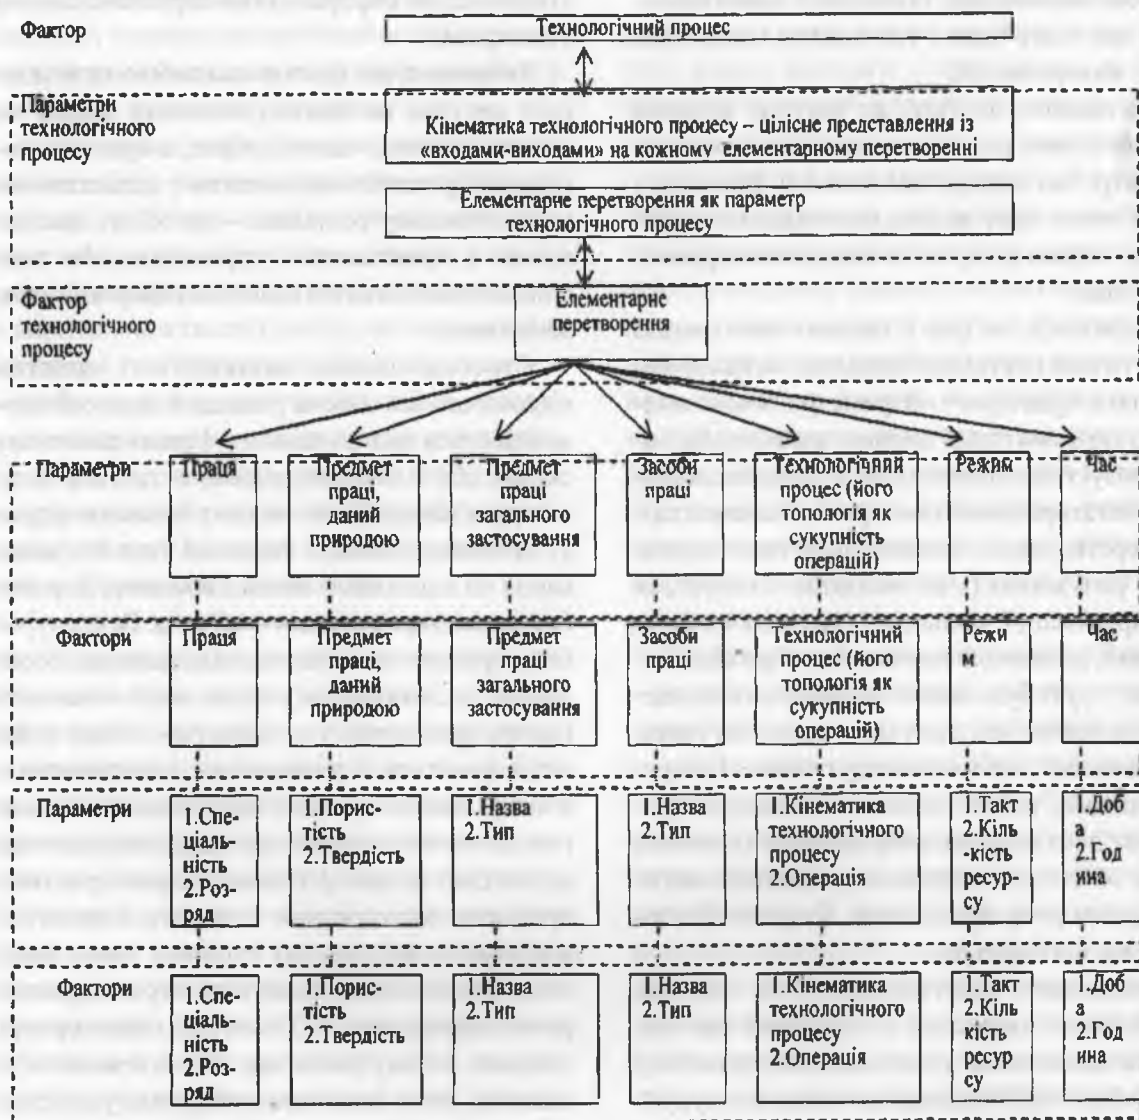 Фактор
Технологічний процес
Параметри
технологічного
процесу
Кінематика технологічного процесу – цілісне представлення із
«входами-виходами» на кожному елементарному перетворенні
Елементарне перетворення як параметр
технологічного процесу
Фактор
технологічного
процесу
Елементарне
перетворення
Параметри
Праця
Предмет
праці,
даний
природою
Предмет
праці
загального
застосування
Засоби
праці
Технологічний
процес (його
топологія як
сукупність
операцій)
Режим
Час
Фактори
Праця
Предмет
праці,
даний
природою
Предмет
праці
загального
застосування
Засоби
праці
Технологічний
процес (його
топологія як
сукупність
операцій)
Режи
м
Час
Параметри
1.Спе-
ціаль-
ність
2.Роз-
ряд
1.Порис-
тість
2.Твердість
1.Назва
2.Тип
1.Назва
2.Тип
1.Кінематика
технологічного
процесу
2.Операція
1.Такт
2.Кіль
-кість
ресур-
су
1.Доб
а
2.Год
ина
Фактори
1.Спе-
ціаль-
ність
2.Роз-
ряд
1.Порис-
тість
2.Твердість
1.Назва
2.Тип
1.Назва
2.Тип
1.Кінематика
технологічного
процесу
2.Операція
1.Такт
2.Кіль
кість
ресур
су
1.Доб
а
2.Год
ина